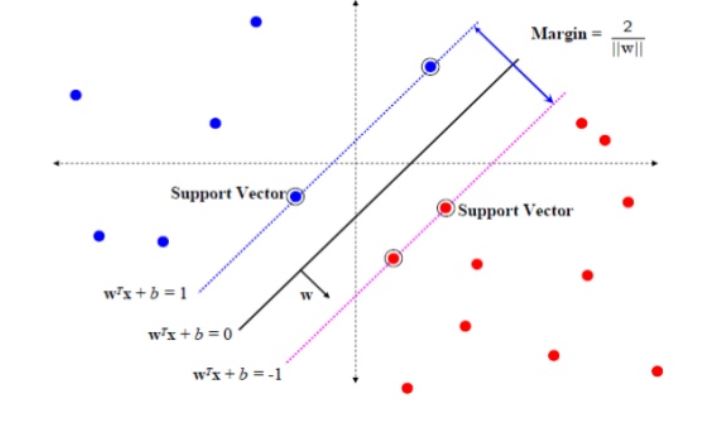 Margin = 2
||w||
Support Vector
Support Vector
wᵀx + b = 1
w
wᵀx + b = 0
wᵀx + b = -1